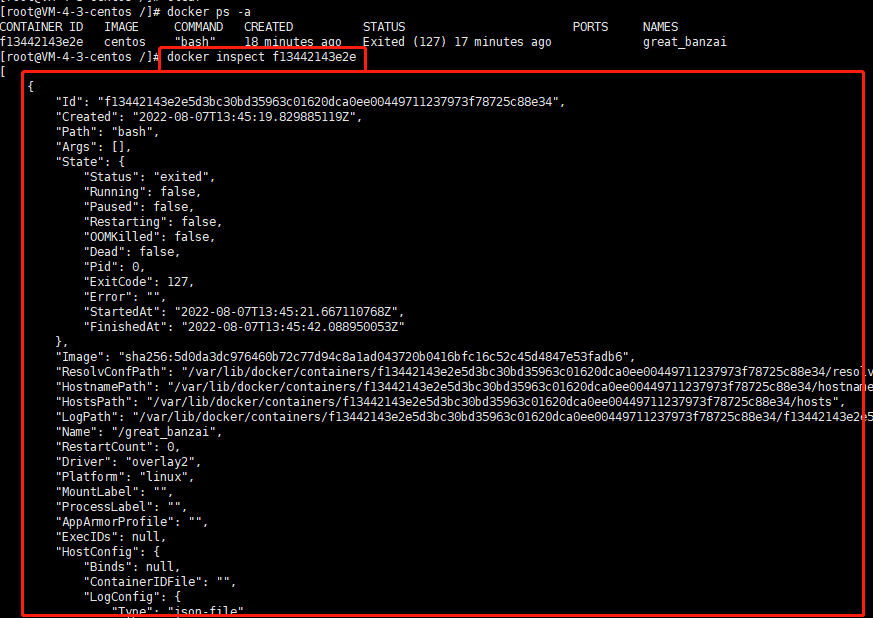 [root@VM-4-3-centos /]# docker ps -a
CONTAINER ID   IMAGE     COMMAND   CREATED          STATUS                        PORTS     NAMES
f13442143e2e   centos    "bash"    18 minutes ago   Exited (127) 17 minutes ago             great_banzai
[root@VM-4-3-centos /]# docker inspect f13442143e2e
[
    {
        "Id": "f13442143e2e5d3bc30bd35963c01620dca0ee00449711237973f78725c88e34",
        "Created": "2022-08-07T13:45:19.829885119Z",
        "Path": "bash",
        "Args": [],
        "State": {
            "Status": "exited",
            "Running": false,
            "Paused": false,
            "Restarting": false,
            "OOMKilled": false,
            "Dead": false,
            "Pid": 0,
            "ExitCode": 127,
            "Error": "",
            "StartedAt": "2022-08-07T13:45:21.667110768Z",
            "FinishedAt": "2022-08-07T13:45:42.088950053Z"
        },
        "Image": "sha256:5d0da3dc976460b72c77d94c8a1ad043720b0416bfc16c52c45d4847e53fadb6",
        "ResolvConfPath": "/var/lib/docker/containers/f13442143e2e5d3bc30bd35963c01620dca0ee00449711237973f78725c88e34/resolv
        "HostnamePath": "/var/lib/docker/containers/f13442143e2e5d3bc30bd35963c01620dca0ee00449711237973f78725c88e34/hostname
        "HostsPath": "/var/lib/docker/containers/f13442143e2e5d3bc30bd35963c01620dca0ee00449711237973f78725c88e34/hosts",
        "LogPath": "/var/lib/docker/containers/f13442143e2e5d3bc30bd35963c01620dca0ee00449711237973f78725c88e34/f13442143e2e5
        "Name": "/great_banzai",
        "RestartCount": 0,
        "Driver": "overlay2",
        "Platform": "linux",
        "MountLabel": "",
        "ProcessLabel": "",
        "AppArmorProfile": "",
        "ExecIDs": null,
        "HostConfig": {
            "Binds": null,
            "ContainerIDFile": "",
            "LogConfig": {
                "Type": "json-file"